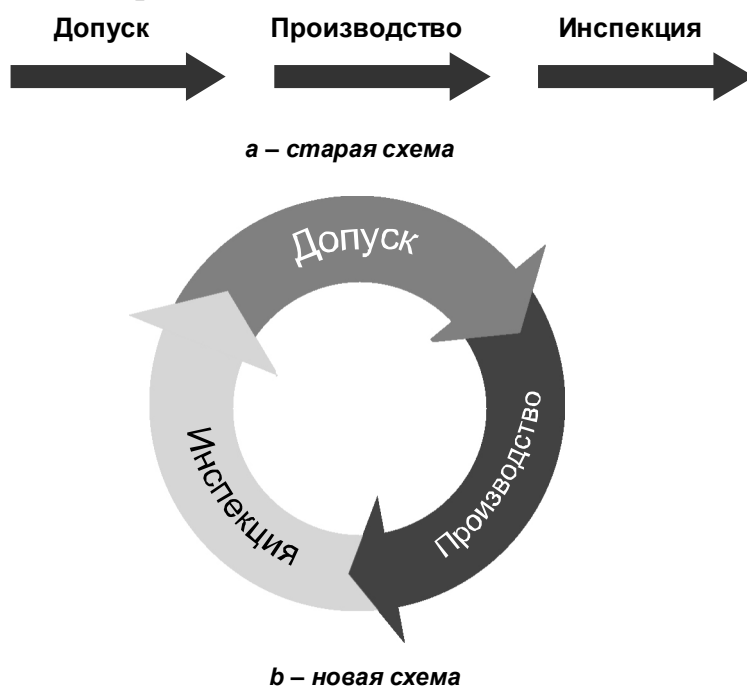 Допуск Производство Инспекция
a – старая схема
Допуск
Производство
Инспекция
b – новая схема